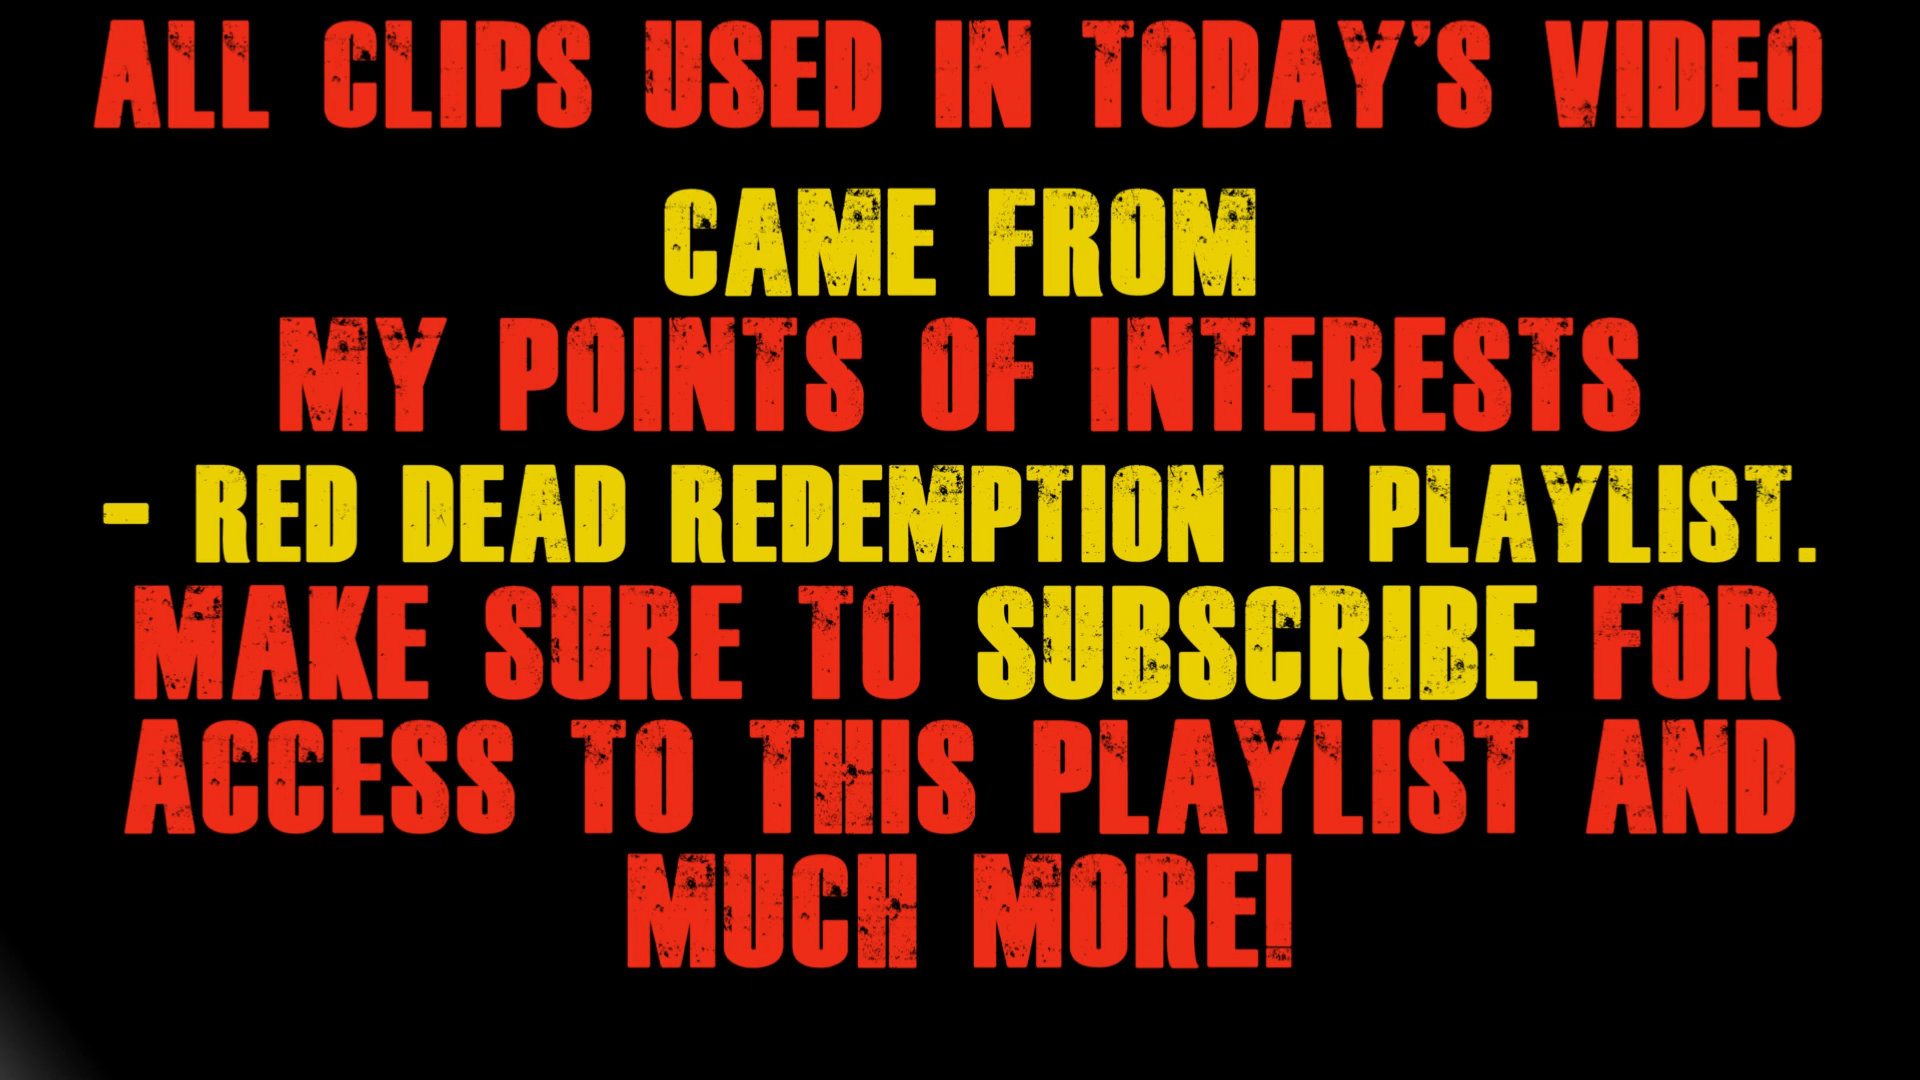 ALL CLIPS USED IN TODAY'S VIDEO
CAME FROM
MY POINTS OF INTERESTS
- RED DEAD REDEMPTION II PLAYLIST.
MAKE SURE TO SUBSCRIBE FOR
ACCESS TO THIS PLAYLIST AND
MUCH MORE!